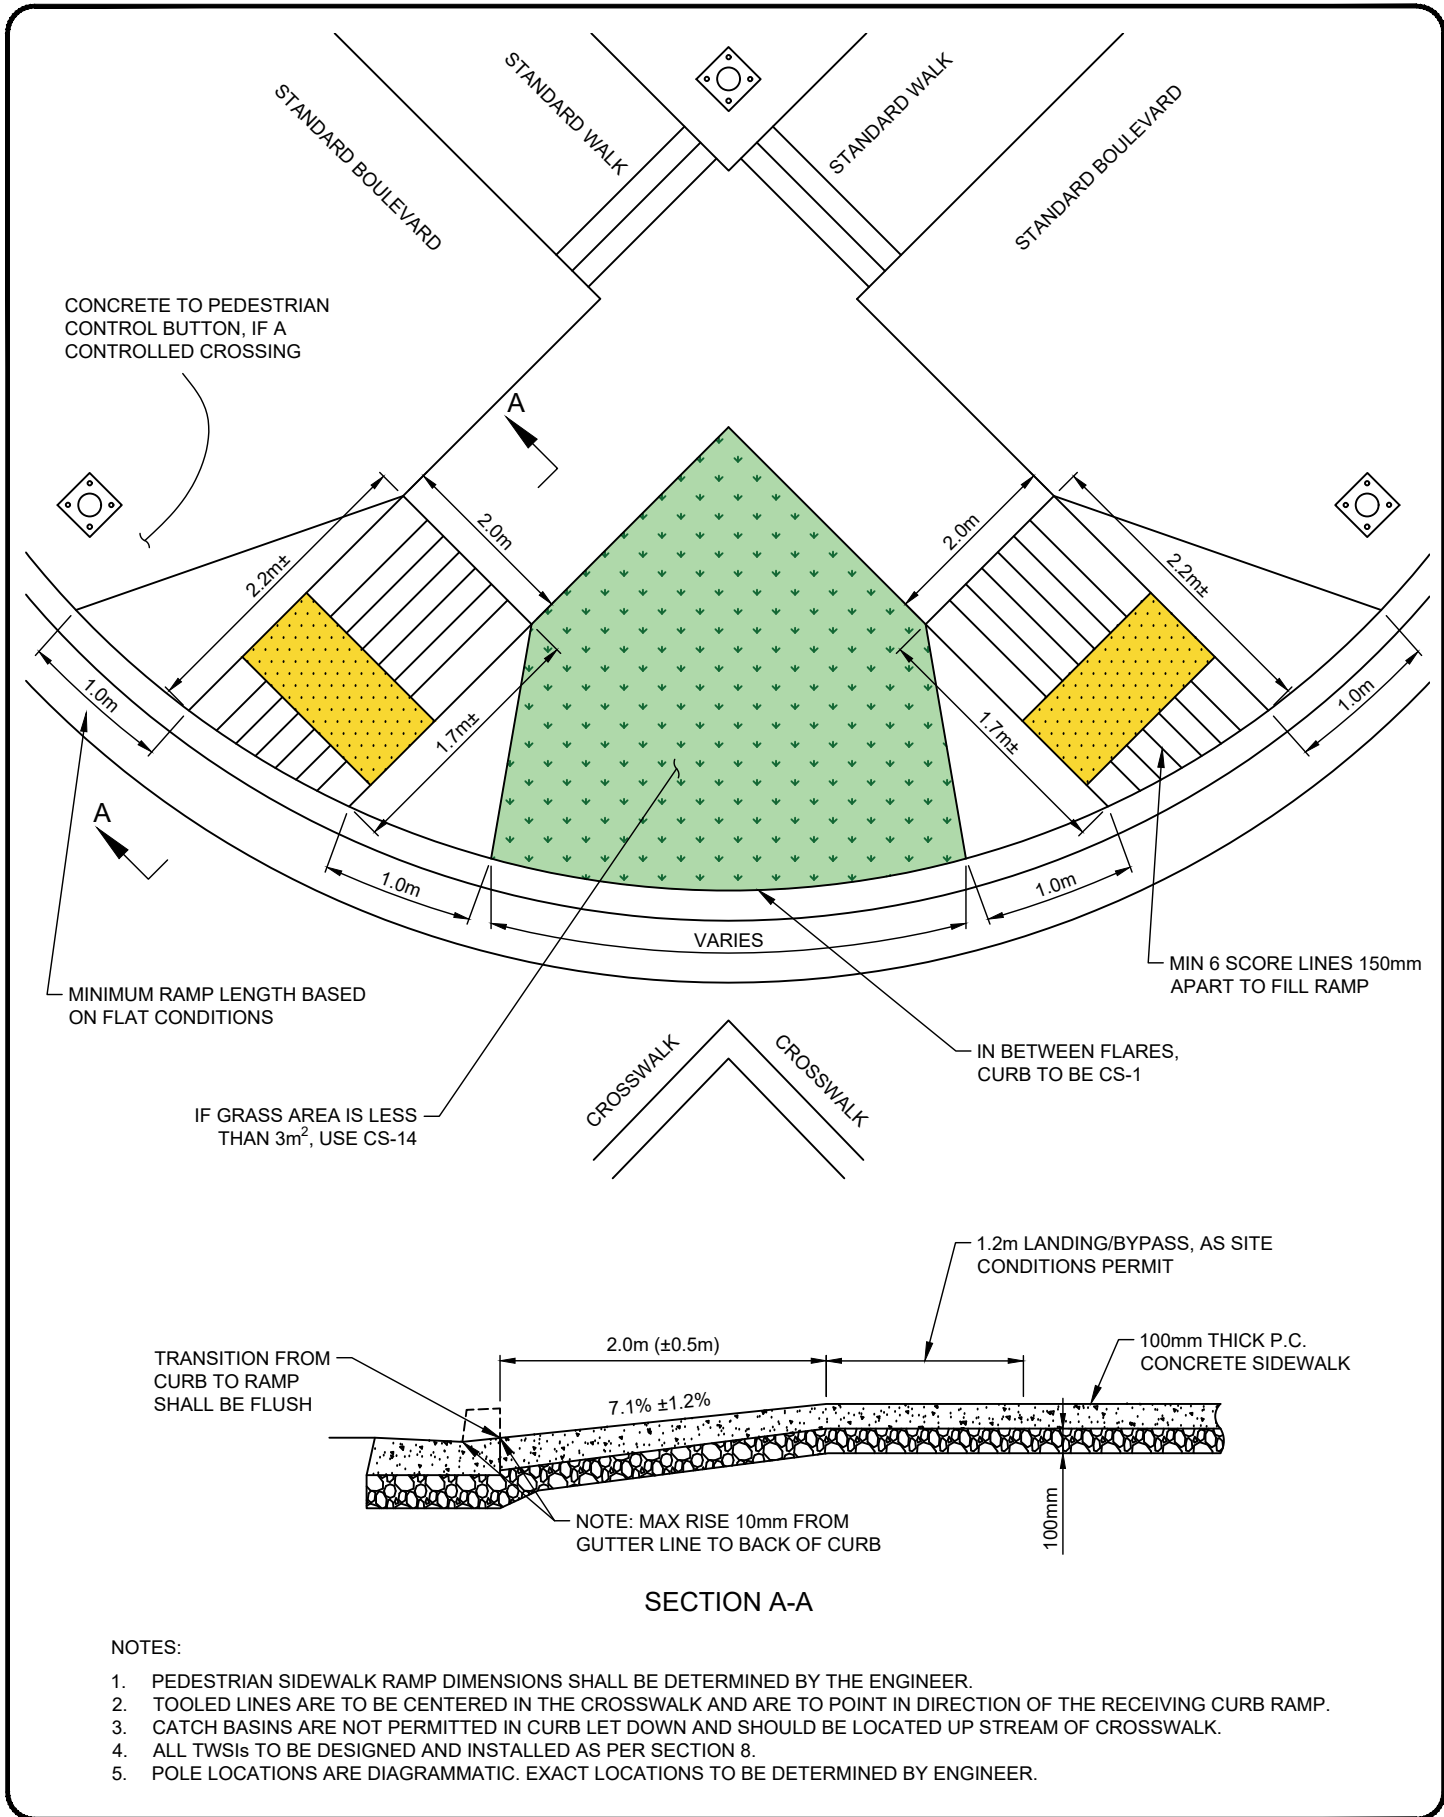 STANDARD BOULEVARD
STANDARD WALK
STANDARD WALK
STANDARD BOULEVARD
CONCRETE TO PEDESTRIAN
CONTROL BUTTON, IF A
CONTROLLED CROSSING
A
2.0m
2.0m
2.2m±
2.2m±
1.0m
1.7m±
1.7m±
1.0m
A
1.0m
1.0m
VARIES
MINIMUM RAMP LENGTH BASED
ON FLAT CONDITIONS
MIN 6 SCORE LINES 150mm
APART TO FILL RAMP
IN BETWEEN FLARES,
CURB TO BE CS-1
CROSSWALK
CROSSWALK
IF GRASS AREA IS LESS
THAN 3m², USE CS-14
1.2m LANDING/BYPASS, AS SITE
CONDITIONS PERMIT
TRANSITION FROM
CURB TO RAMP
SHALL BE FLUSH
2.0m (±0.5m)
100mm THICK P.C.
CONCRETE SIDEWALK
7.1% ±1.2%
NOTE: MAX RISE 10mm FROM
GUTTER LINE TO BACK OF CURB
100mm
SECTION A-A
NOTES:
1. PEDESTRIAN SIDEWALK RAMP DIMENSIONS SHALL BE DETERMINED BY THE ENGINEER.
2. TOOLED LINES ARE TO BE CENTERED IN THE CROSSWALK AND ARE TO POINT IN DIRECTION OF THE RECEIVING CURB RAMP.
3. CATCH BASINS ARE NOT PERMITTED IN CURB LET DOWN AND SHOULD BE LOCATED UP STREAM OF CROSSWALK.
4. ALL TWSIs TO BE DESIGNED AND INSTALLED AS PER SECTION 8.
5. POLE LOCATIONS ARE DIAGRAMMATIC. EXACT LOCATIONS TO BE DETERMINED BY ENGINEER.